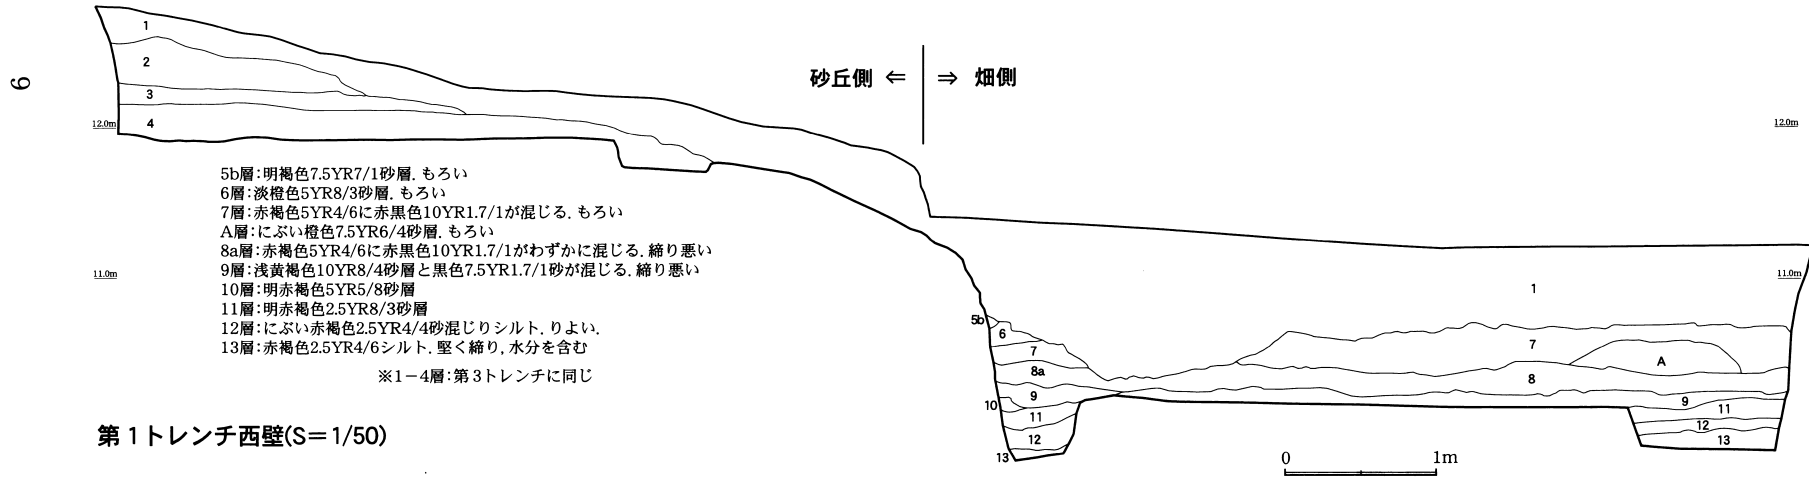 6
1
2
3
4
12.0m
砂丘側 ⇐ ⇒ 畑側
12.0m
5b層:明褐色7.5YR7/1砂層. もろい
6層:淡橙色5YR8/3砂層. もろい
7層:赤褐色5YR4/6に赤黒色10YR1.7/1が混じる. もろい
A層:にぶい橙色7.5YR6/4砂層. もろい
8a層:赤褐色5YR4/6に赤黒色10YR1.7/1がわずかに混じる. 締り悪い
9層:浅黄褐色10YR8/4砂層と黒色7.5YR1.7/1砂が混じる. 締り悪い
10層:明赤褐色5YR5/8砂層
11層:明赤褐色2.5YR8/3砂層
12層:にぶい赤褐色2.5YR4/4砂混じりシルト. りよい.
13層:赤褐色2.5YR4/6シルト. 堅く締り, 水分を含む
※1-4層:第3トレンチに同じ
11.0m
11.0m
1
5b
6
7
8a
9
10
11
12
13
7
A
8
9
11
12
13
第1トレンチ西壁(S=1/50)
0 1m